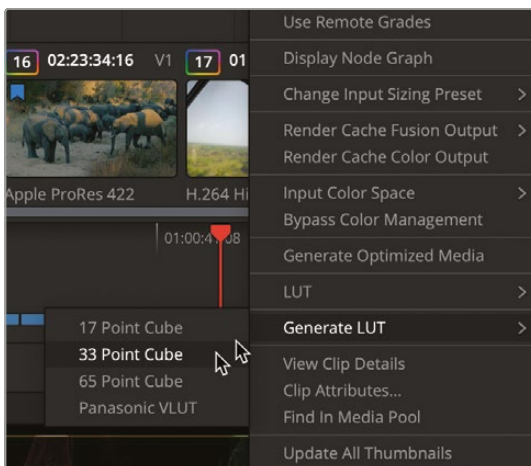 Use Remote Grades
16 02:23:34:16 V1 17 01
Display Node Graph
Change Input Sizing Preset
Render Cache Fusion Output
Render Cache Color Output
Apple ProRes 422 H.264 Hi
Input Color Space
Bypass Color Management
01:00:41:08
Generate Optimized Media
LUT
Generate LUT
17 Point Cube
33 Point Cube
65 Point Cube
Panasonic VLUT
View Clip Details
Clip Attributes...
Find In Media Pool
Update All Thumbnails